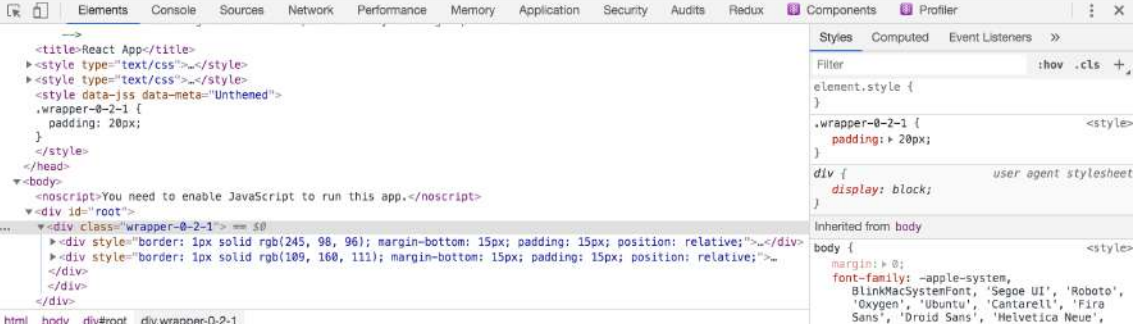 Elements Console Sources Network Performance Memory Application Security Audits Redux Components Profiler
-->
<title>React App</title>
<style type="text/css">…</style>
<style type="text/css">…</style>
<style data-jss data-meta="Unthemed">
.wrapper-0-2-1 {
padding: 20px;
}
</style>
</head>
<body>
<noscript>You need to enable JavaScript to run this app.</noscript>
<div id="root">
… <div class="wrapper-0-2-1"> == $0
<div style="border: 1px solid rgb(245, 98, 96); margin-bottom: 15px; padding: 15px; position: relative;">…</div>
<div style="border: 1px solid rgb(109, 160, 111); margin-bottom: 15px; padding: 15px; position: relative;">…
</div>
</div>
</div>
html body div#root div.wrapper-0-2-1
Styles Computed Event Listeners »
Filter :hov .cls +
element.style {
}
.wrapper-0-2-1 { <style>
padding: 20px;
}
div { user agent stylesheet
display: block;
}
Inherited from body
body { <style>
margin: 0;
font-family: -apple-system,
BlinkMacSystemFont, 'Segoe UI', 'Roboto',
'Oxygen', 'Ubuntu', 'Cantarell', 'Fira
Sans', 'Droid Sans', 'Helvetica Neue',